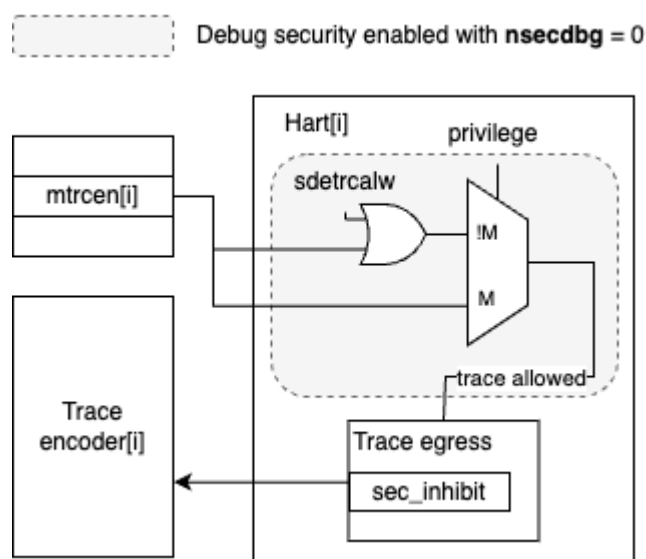 Debug security enabled with nsecdbg = 0
Hart[i]
privilege
mtrcen[i]
sdetrcalw
!M
M
trace allowed
Trace
encoder[i]
Trace egress
sec_inhibit